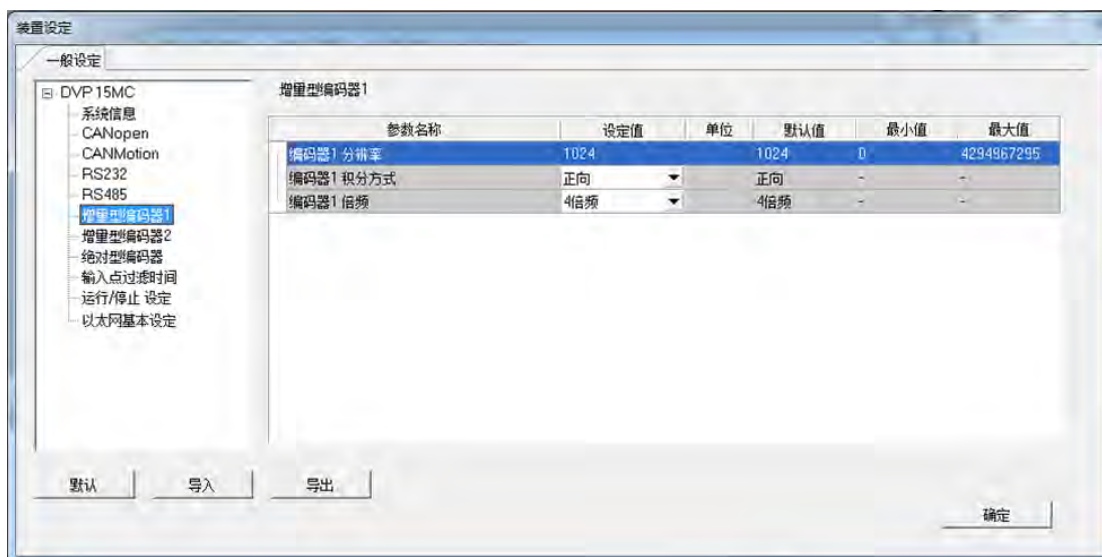 装置设定
一般设定
DVP15MC
系统信息
CANopen
CANMotion
RS232
RS485
增量型编码器1
增量型编码器2
绝对型编码器
输入点过滤时间
运行/停止 设定
以太网基本设定
增量型编码器1
参数名称 设定值 单位 默认值 最小值 最大值
编码器1 分辨率 1024 1024 0 4294967295
编码器1 积分方式 正向 正向 - -
编码器1 倍频 4倍频 4倍频 - -
默认 导入 导出
确定